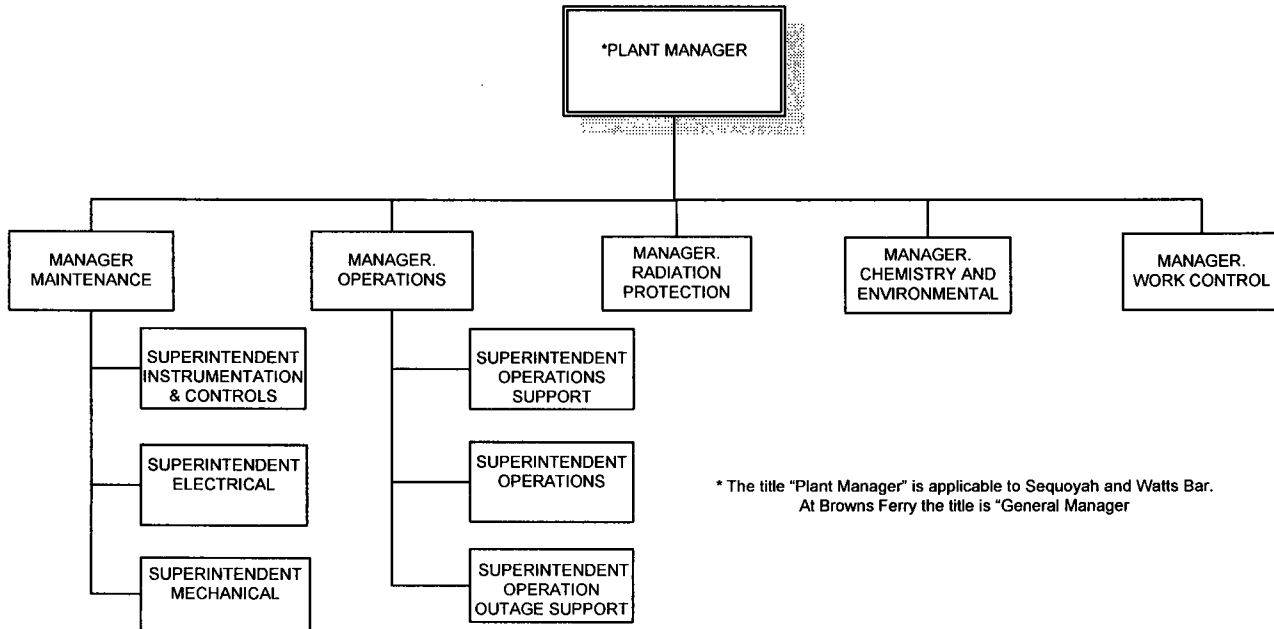 *PLANT MANAGER
MANAGER
MAINTENANCE
MANAGER.
OPERATIONS
MANAGER.
RADIATION
PROTECTION
MANAGER.
CHEMISTRY AND
ENVIRONMENTAL
MANAGER.
WORK CONTROL
SUPERINTENDENT
INSTRUMENTATION
& CONTROLS
SUPERINTENDENT
ELECTRICAL
SUPERINTENDENT
MECHANICAL
SUPERINTENDENT
OPERATIONS
SUPPORT
SUPERINTENDENT
OPERATIONS
SUPERINTENDENT
OPERATION
OUTAGE SUPPORT
* The title "Plant Manager" is applicable to Sequoyah and Watts Bar.
At Browns Ferry the title is "General Manager